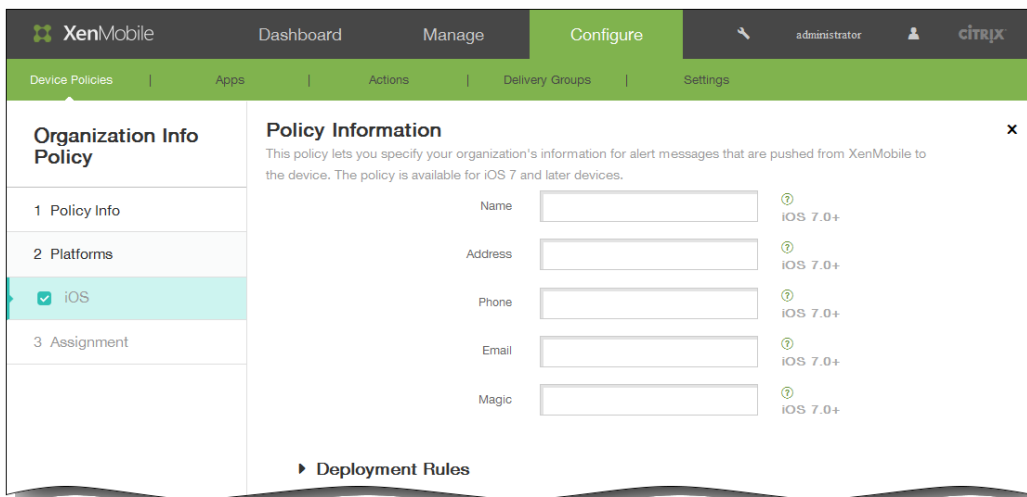 XenMobile Dashboard Manage Configure administrator CİTRIX
Device Policies | Apps | Actions | Delivery Groups | Settings
Organization Info
Policy
1 Policy Info
2 Platforms
iOS
3 Assignment
Policy Information
This policy lets you specify your organization's information for alert messages that are pushed from XenMobile to
the device. The policy is available for iOS 7 and later devices.
Name
iOS 7.0+
Address
iOS 7.0+
Phone
iOS 7.0+
Email
iOS 7.0+
Magic
iOS 7.0+
Deployment Rules